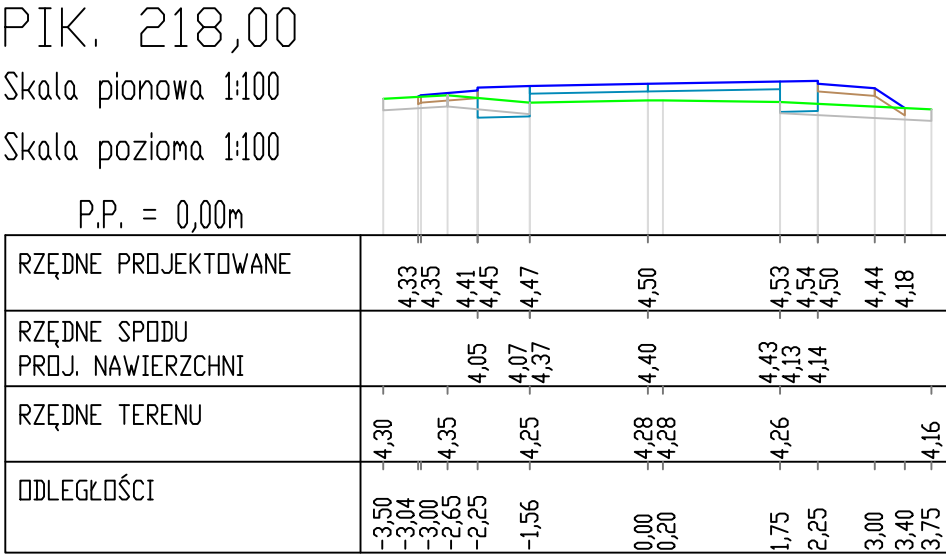 PIK. 218,00
Skala pionowa 1:100
Skala pozioma 1:100
P.P. = 0,00m
RZĘDNE PROJEKTOWANE 4,33 4,35 4,41 4,45 4,47 4,50 4,53 4,54 4,50 4,44 4,18
RZĘDNE SPODU
PROJ. NAWIERZCHNI 4,05 4,07 4,37 4,40 4,43 4,13 4,14
RZĘDNE TERENU 4,30 4,35 4,25 4,28 4,28 4,26 4,16
ODLEGŁOŚCI -3,50 -3,04 -3,00 -2,65 -2,25 -1,56 0,00 0,20 1,75 2,25 3,00 3,40 3,75